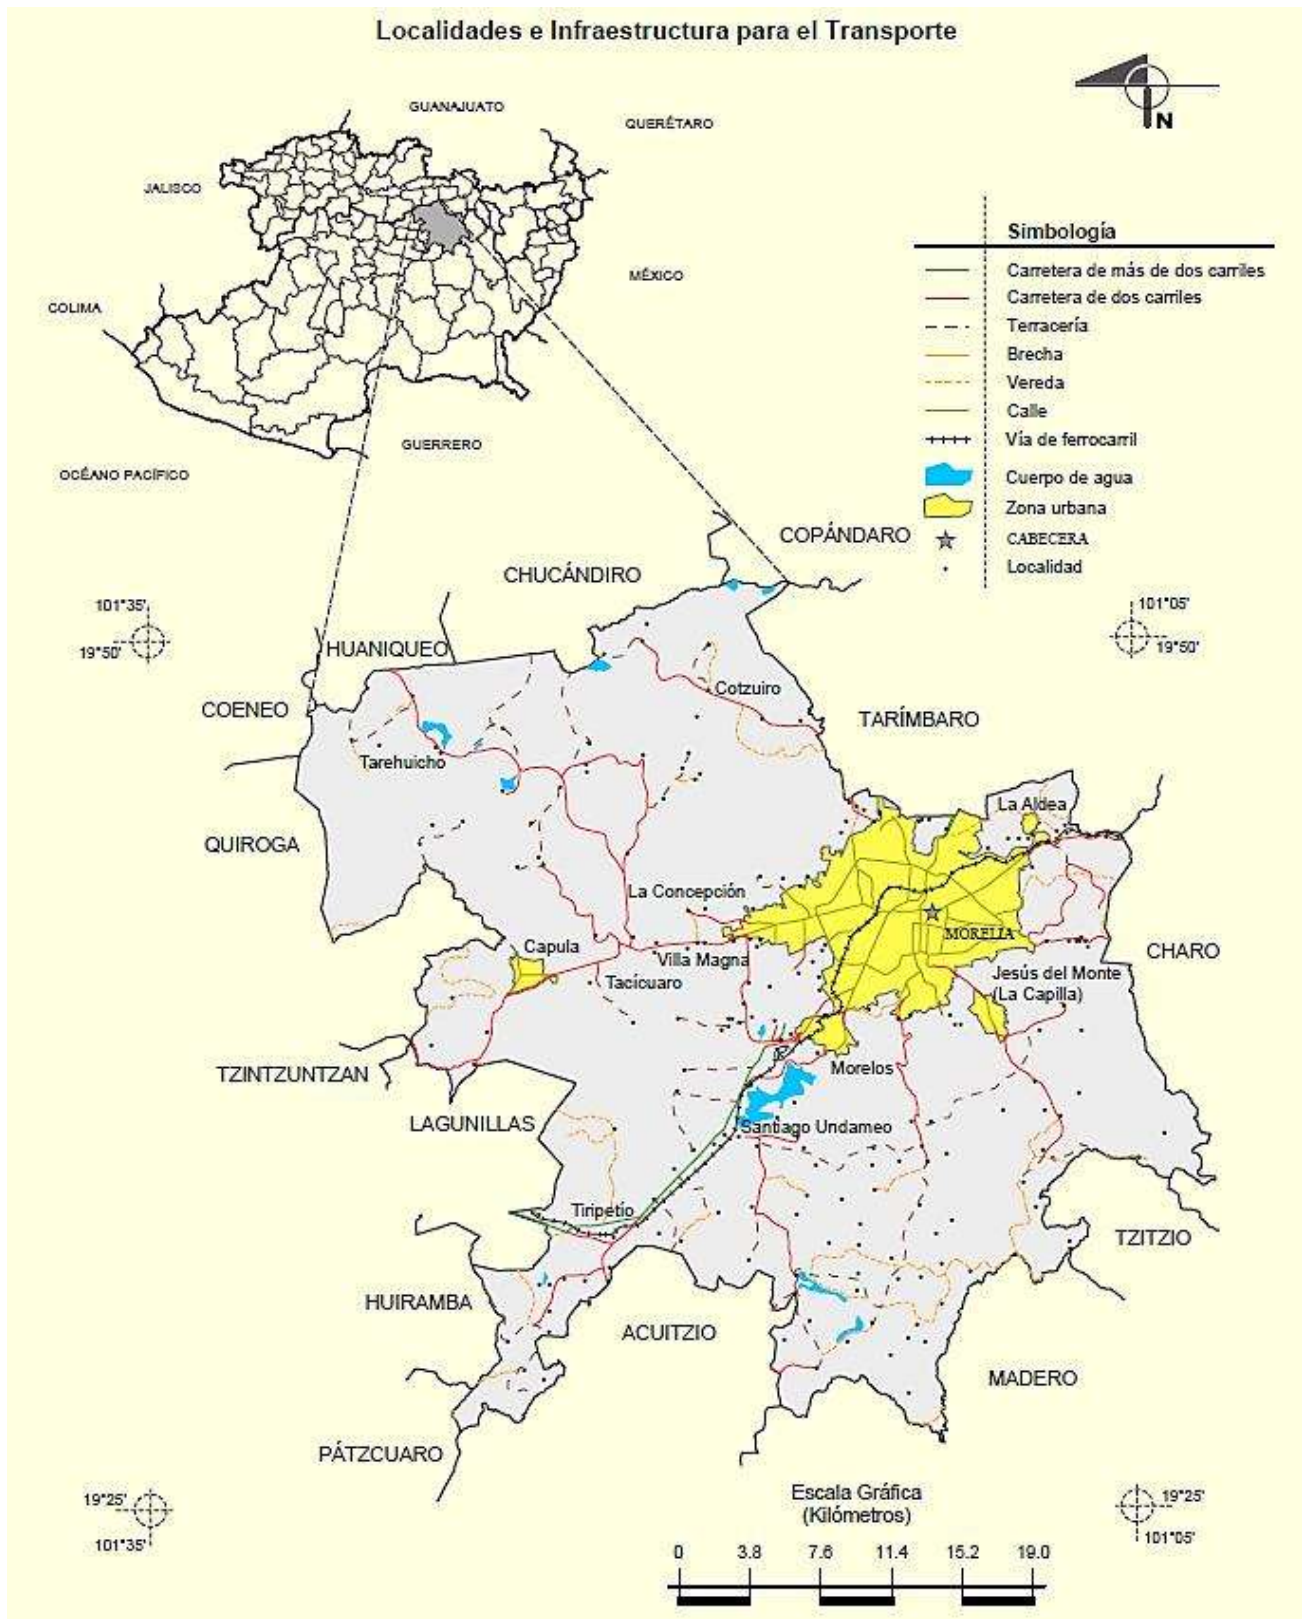 Localidades e Infraestructura para el Transporte
N
GUANAJUATO
QUERÉTARO
JALISCO
MÉXICO
COLIMA
GUERRERO
OCÉANO PACÍFICO
Simbología
Carretera de más de dos carriles
Carretera de dos carriles
Terracería
Brecha
Vereda
Calle
Vía de ferrocarril
Cuerpo de agua
Zona urbana
CABECERA
Localidad
COPÁNDARO
CHUCÁNDIRO
101°35'
19°50'
101°05'
19°50'
HUANIQUEO
COENEO
Cotzuiro
TARÍMBARO
Tarehuicho
La Aldea
QUIROGA
La Concepción
MORELIA
Capula
Villa Magna
CHARO
Tacícuaro
Jesús del Monte
(La Capilla)
TZINTZUNTZAN
Morelos
LAGUNILLAS
Santiago Undameo
Tiripetío
TZITZIO
HUIRAMBA
ACUITZIO
MADERO
PÁTZCUARO
19°25'
101°35'
19°25'
101°05'
Escala Gráfica
(Kilómetros)
0 3.8 7.6 11.4 15.2 19.0